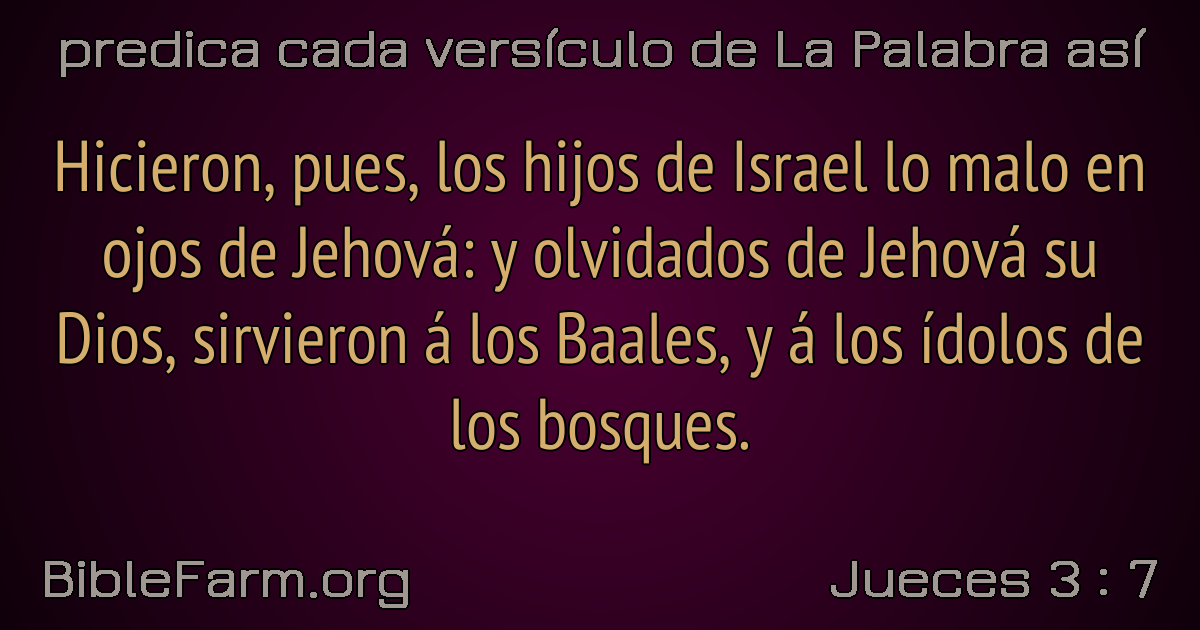 predica cada versículo de La Palabra así
Hicieron, pues, los hijos de Israel lo malo en
ojos de Jehová: y olvidados de Jehová su
Dios, sirvieron á los Baales, y á los ídolos de
los bosques.
BibleFarm.org
Jueces 3 : 7